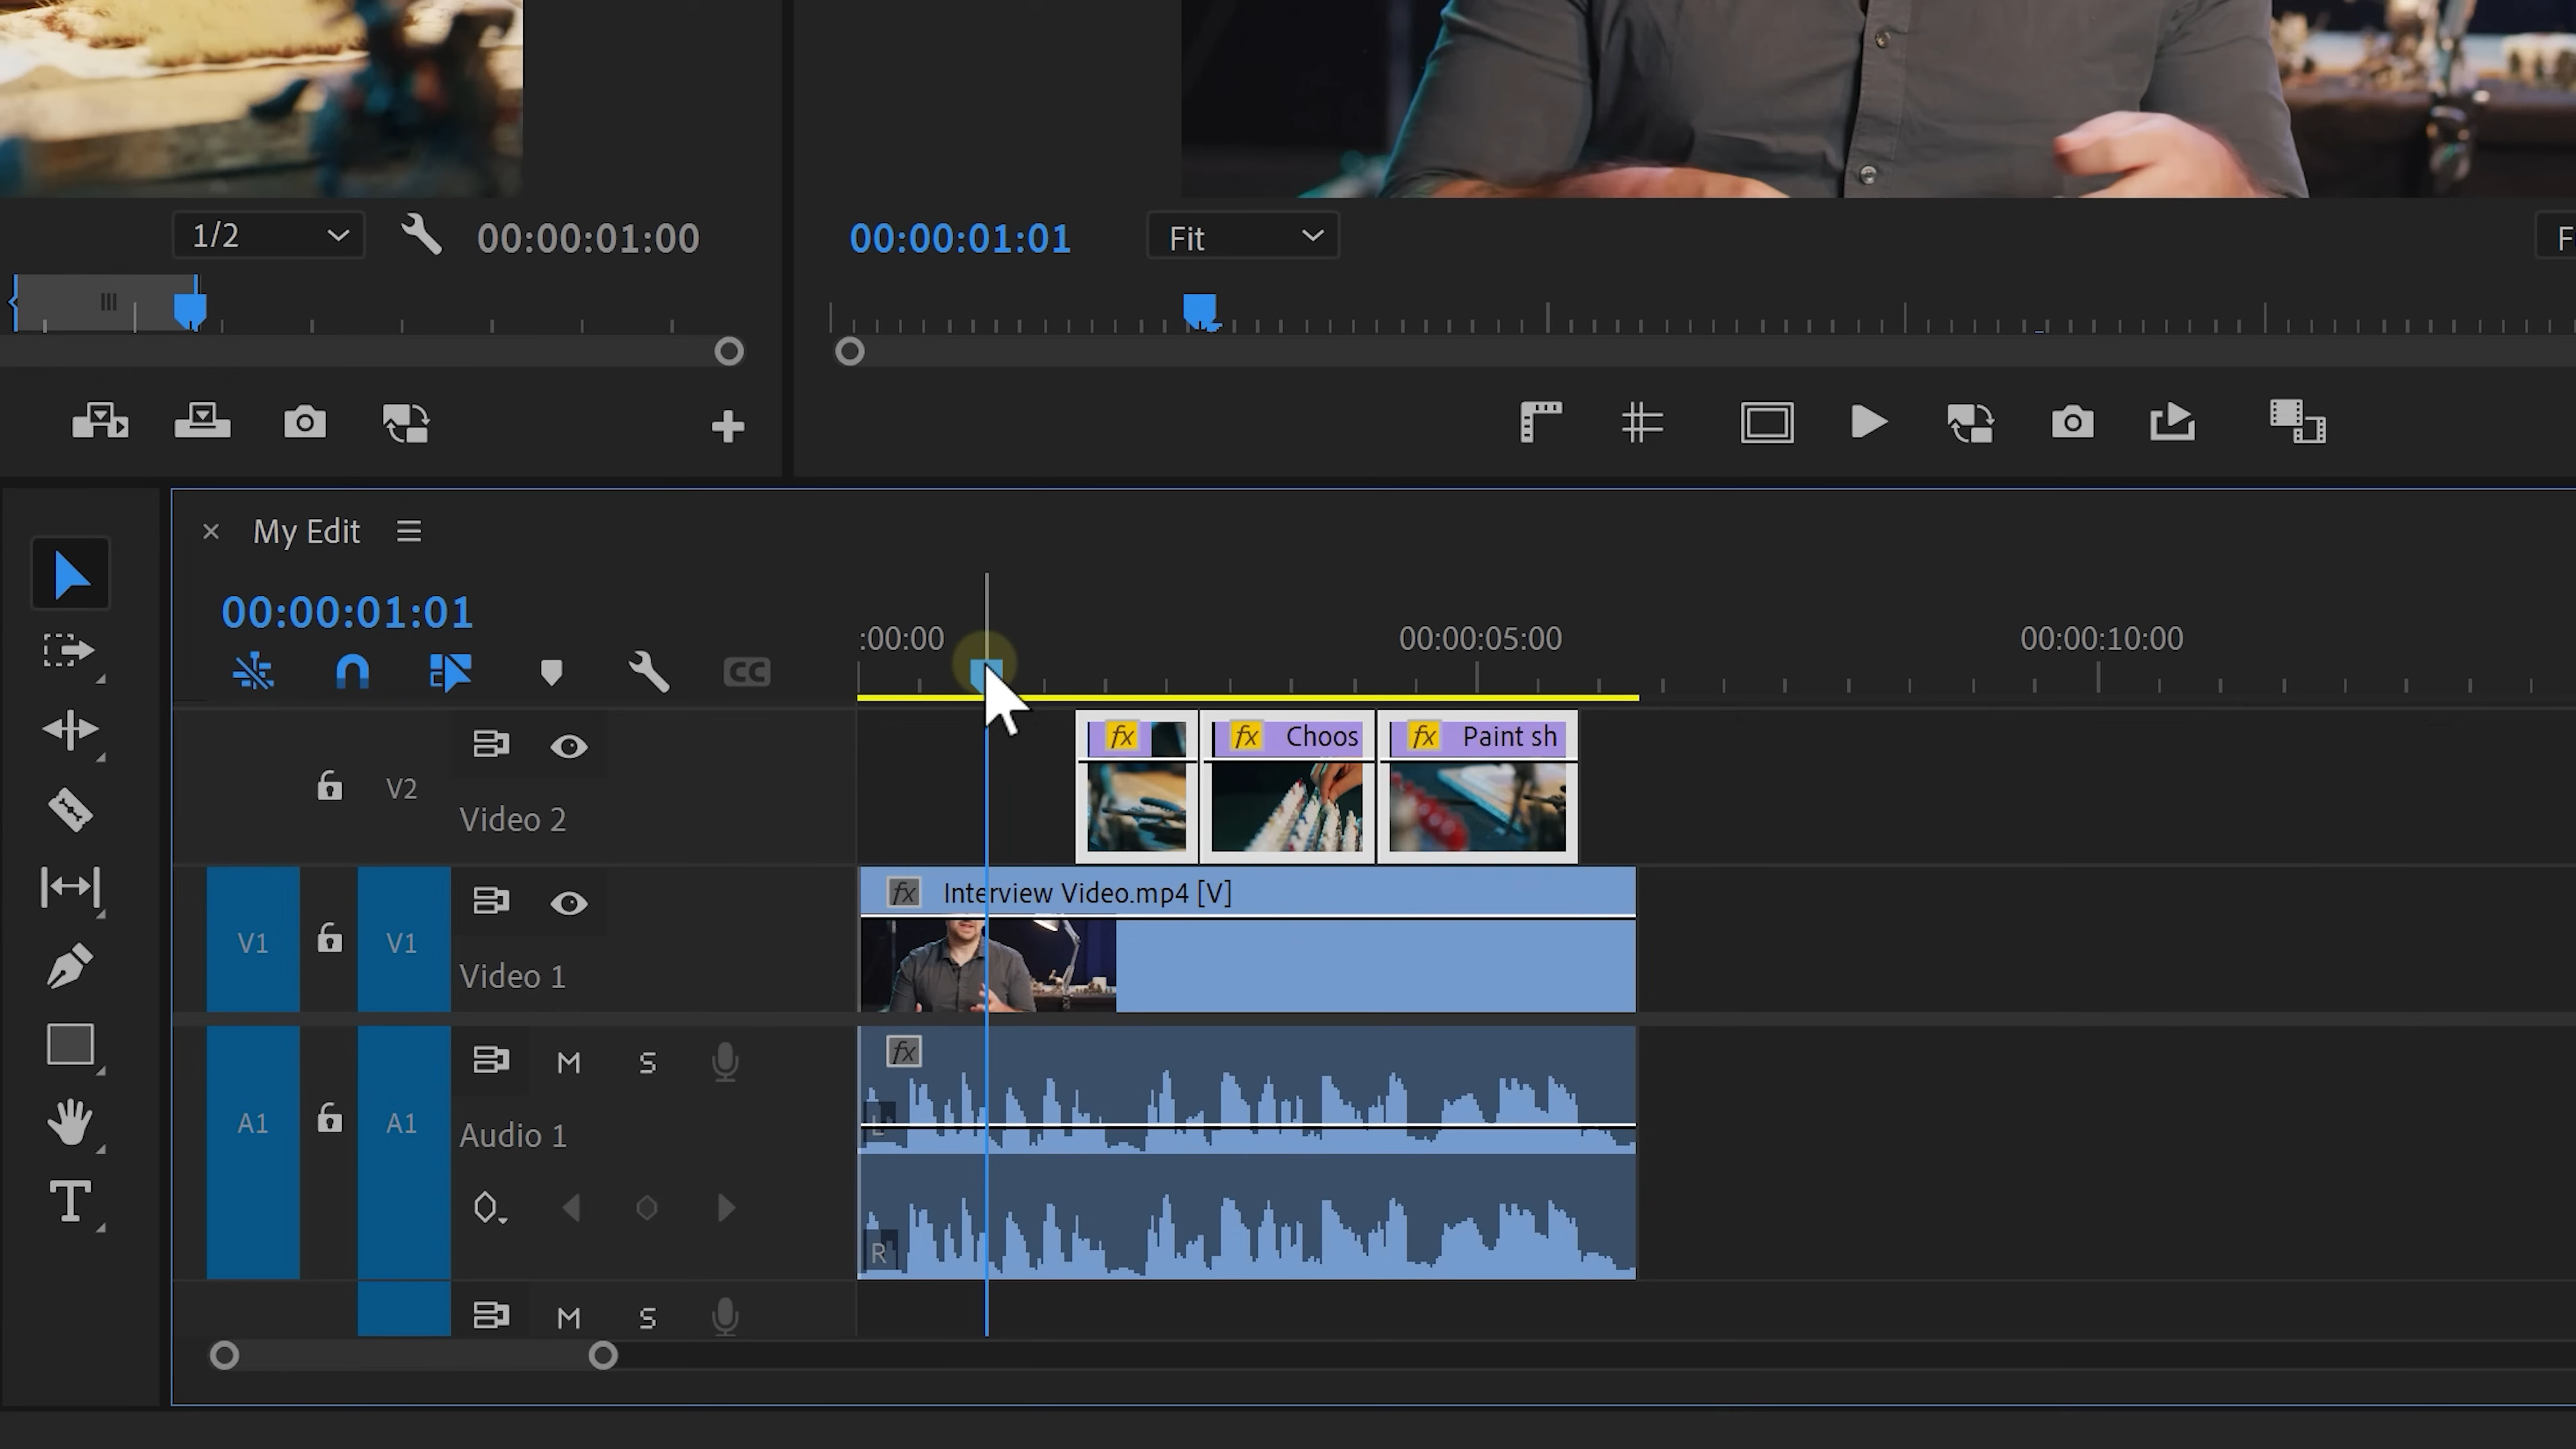 1/2
00:00:01:00
00:00:01:01
Fit
F
My Edit
00:00:01:01
:00:00
00:00:05:00
00:00:10:00
CC
fx
fx Choos
fx Paint sh
V2
Video 2
fx Interview Video.mp4 [V]
V1
V1
Video 1
fx
M
S
A1
A1
Audio 1
L
R
M
S
T